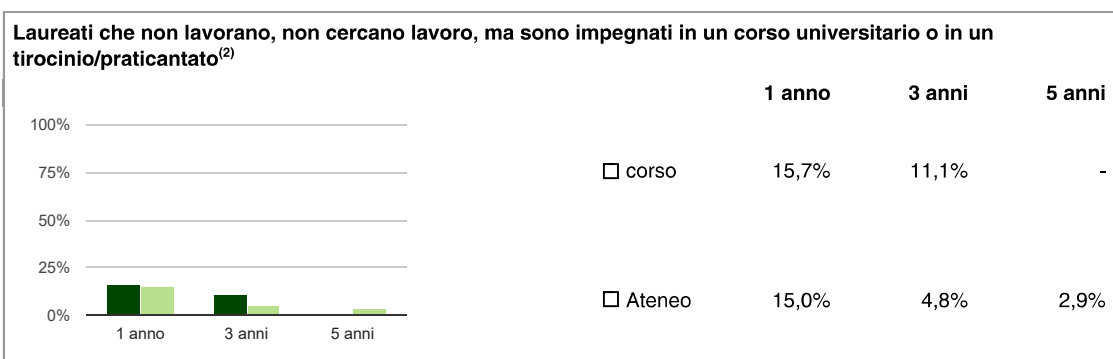 Laureati che non lavorano, non cercano lavoro, ma sono impegnati in un corso universitario o in un
tirocinio/praticantato(2)
1 anno 3 anni 5 anni
100%
75%
50%
25%
0%
1 anno 3 anni 5 anni
corso 15,7% 11,1% -
Ateneo 15,0% 4,8% 2,9%